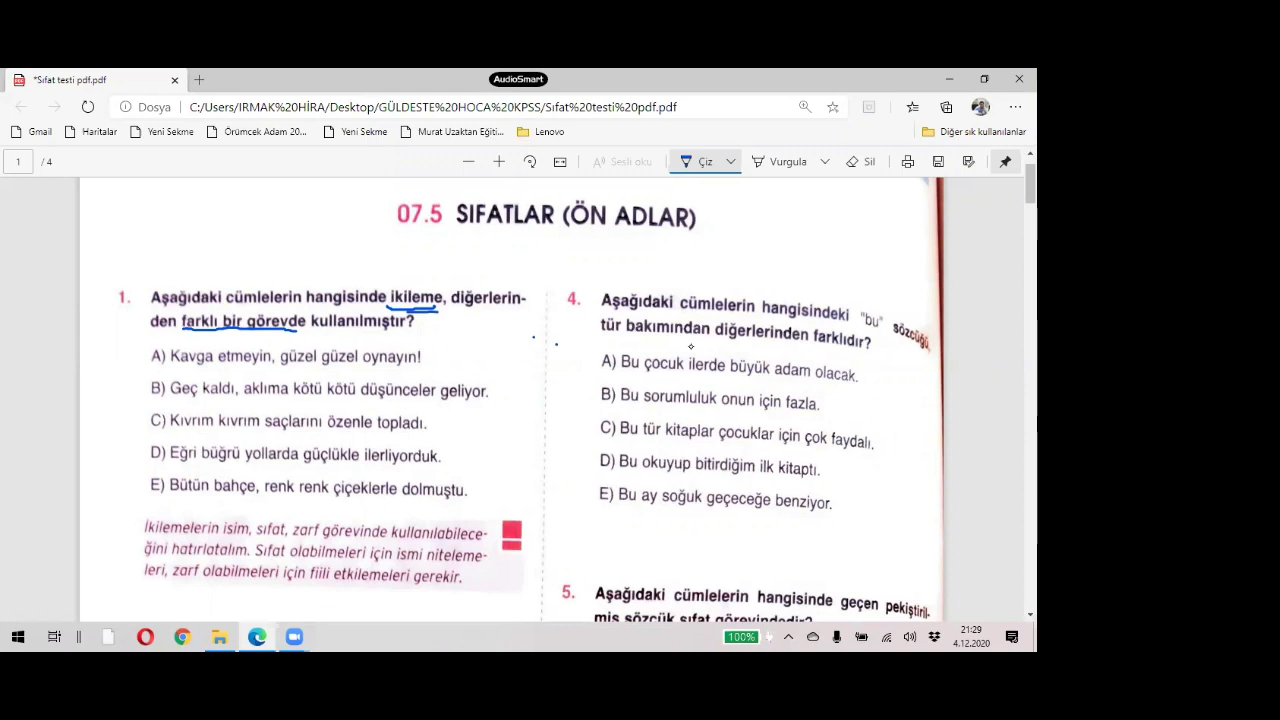 AudioSmart
*Sıfat testi pdf.pdf
Dosya
C:/Users/IRMAK%20HİRA/Desktop/GÜLDESTE%20HOCA%20KPSS/Sıfat%20testi%20pdf.pdf
Gmail
Haritalar
Yeni Sekme
Örümcek Adam 20...
Yeni Sekme
Murat Uzaktan Eğiti...
Lenovo
Diğer sık kullanılanlar
1 / 4
Sesli oku
Çiz
Vurgula
Sil
07.5 SIFATLAR (ÖN ADLAR)
1. Aşağıdaki cümlelerin hangisinde ikileme, diğerlerin-
den farklı bir görevde kullanılmıştır?
A) Kavga etmeyin, güzel güzel oynayın!
B) Geç kaldı, aklıma kötü kötü düşünceler geliyor.
C) Kıvrım kıvrım saçlarını özenle topladı.
D) Eğri büğrü yollarda güçlükle ilerliyorduk.
E) Bütün bahçe, renk renk çiçeklerle dolmuştu.
İkilemelerin isim, sıfat, zarf görevinde kullanılabilece-
ğini hatırlatalım. Sıfat olabilmeleri için ismi niteleme-
leri, zarf olabilmeleri için fiili etkilemeleri gerekir.
4. Aşağıdaki cümlelerin hangisindeki "bu" sözcüğü,
tür bakımından diğerlerinden farklıdır?
A) Bu çocuk ilerde büyük adam olacak.
B) Bu sorumluluk onun için fazla.
C) Bu tür kitaplar çocuklar için çok faydalı.
D) Bu okuyup bitirdiğim ilk kitaptı.
E) Bu ay soğuk geçeceğe benziyor.
5. Aşağıdaki cümlelerin hangisinde geçen pekiştiril-
miş sözcük sıfat görevindedir?
100%
21:29
4.12.2020